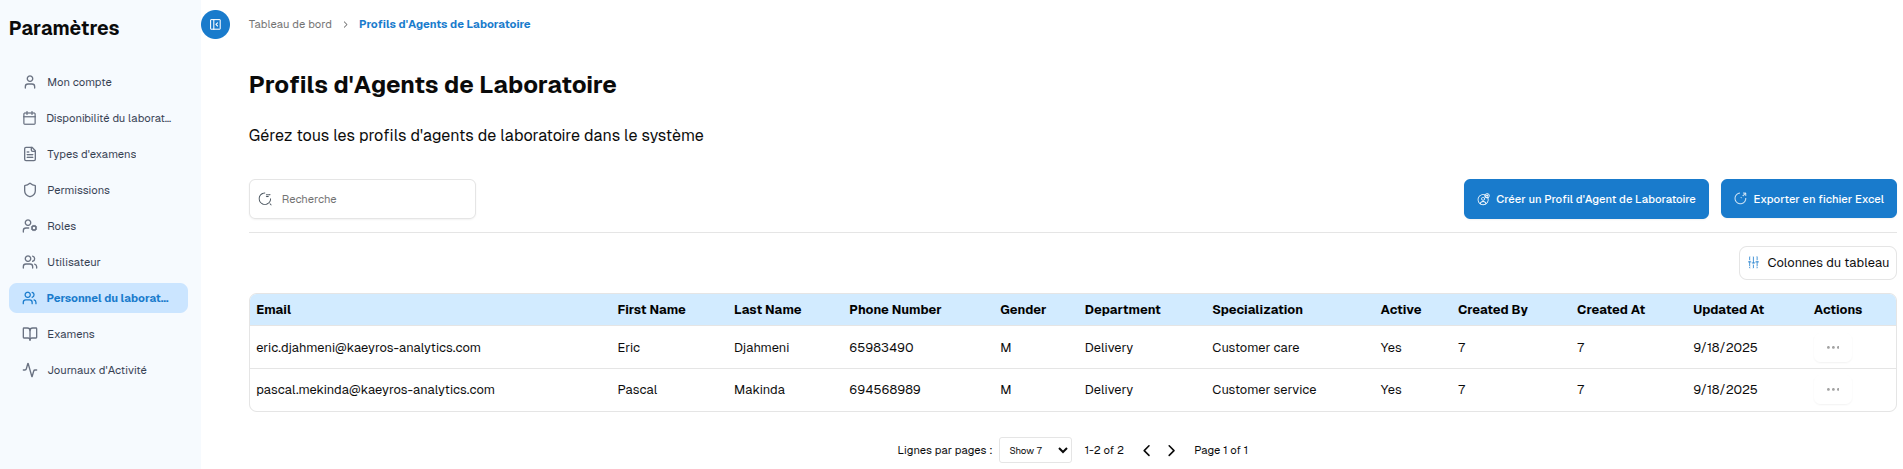 Paramètres
Mon compte
Disponibilité du laborat...
Types d'examens
Permissions
Roles
Utilisateur
Personnel du laborat...
Examens
Journaux d'Activité
Tableau de bord > Profils d'Agents de Laboratoire
Profils d'Agents de Laboratoire
Gérez tous les profils d'agents de laboratoire dans le système
Recherche
Créer un Profil d'Agent de Laboratoire
Exporter en fichier Excel
Colonnes du tableau
Email First Name Last Name Phone Number Gender Department Specialization Active Created By Created At Updated At Actions
eric.djahmeni@kaeyros-analytics.com Eric Djahmeni 65983490 M Delivery Customer care Yes 7 7 9/18/2025 ...
pascal.mekinda@kaeyros-analytics.com Pascal Makinda 694568989 M Delivery Customer service Yes 7 7 9/18/2025 ...
Lignes par pages : Show 7 1-2 of 2 < > Page 1 of 1